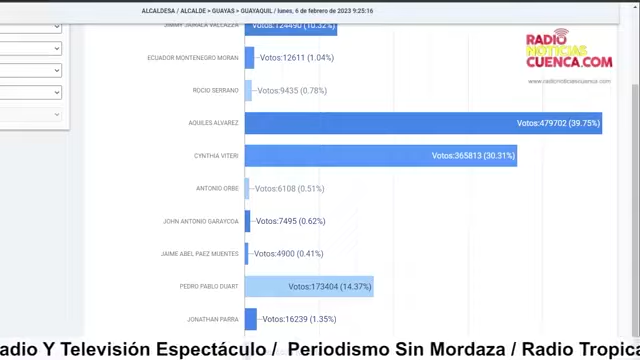 ALCALDESA / ALCALDE > GUAYAS > GUAYAQUIL / lunes, 6 de febrero de 2023 9:25:16
JIMMY JAIRALA VALLAZZA Votos:124490 (10.32%)
ECUADOR MONTENEGRO MORAN Votos:12611 (1.04%)
ROCIO SERRANO Votos:9435 (0.78%)
AQUILES ALVAREZ Votos:479702 (39.75%)
CYNTHIA VITERI Votos:365813 (30.31%)
ANTONIO ORBE Votos:6108 (0.51%)
JOHN ANTONIO GARAYCOA Votos:7495 (0.62%)
JAIME ABEL PAEZ MUENTES Votos:4900 (0.41%)
PEDRO PABLO DUART Votos:173404 (14.37%)
JONATHAN PARRA Votos:16239 (1.35%)
RADIO
NOTICIAS
CUENCA.COM
www.radionoticiascuenca.com
adio Y Televisión Espectáculo / Periodismo Sin Mordaza / Radio Tropica